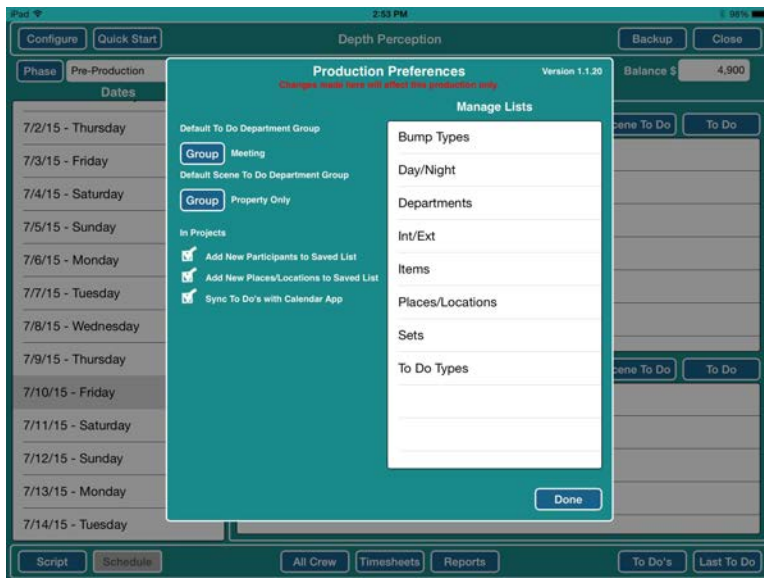 iPad 2:53 PM 98%
Configure Quick Start Depth Perception Backup Close
Phase Pre-Production Balance $ 4,900
Dates
Production Preferences Version 1.1.20
Changes made here will affect this production only
Manage Lists
To Do
7/2/15 - Thursday
7/3/15 - Friday
7/4/15 - Saturday
7/5/15 - Sunday
7/6/15 - Monday
7/7/15 - Tuesday
7/8/15 - Wednesday
7/9/15 - Thursday
7/10/15 - Friday
7/11/15 - Saturday
7/12/15 - Sunday
7/13/15 - Monday
7/14/15 - Tuesday
Default To Do Department Group
Group Meeting
Default Scene To Do Department Group
Group Property Only
In Projects
Add New Participants to Saved List
Add New Places/Locations to Saved List
Sync To Do's with Calendar App
Bump Types
Day/Night
Departments
Int/Ext
Items
Places/Locations
Sets
To Do Types
Done
cene To Do To Do
Script Schedule All Crew Timesheets Reports To Do's Last To Do